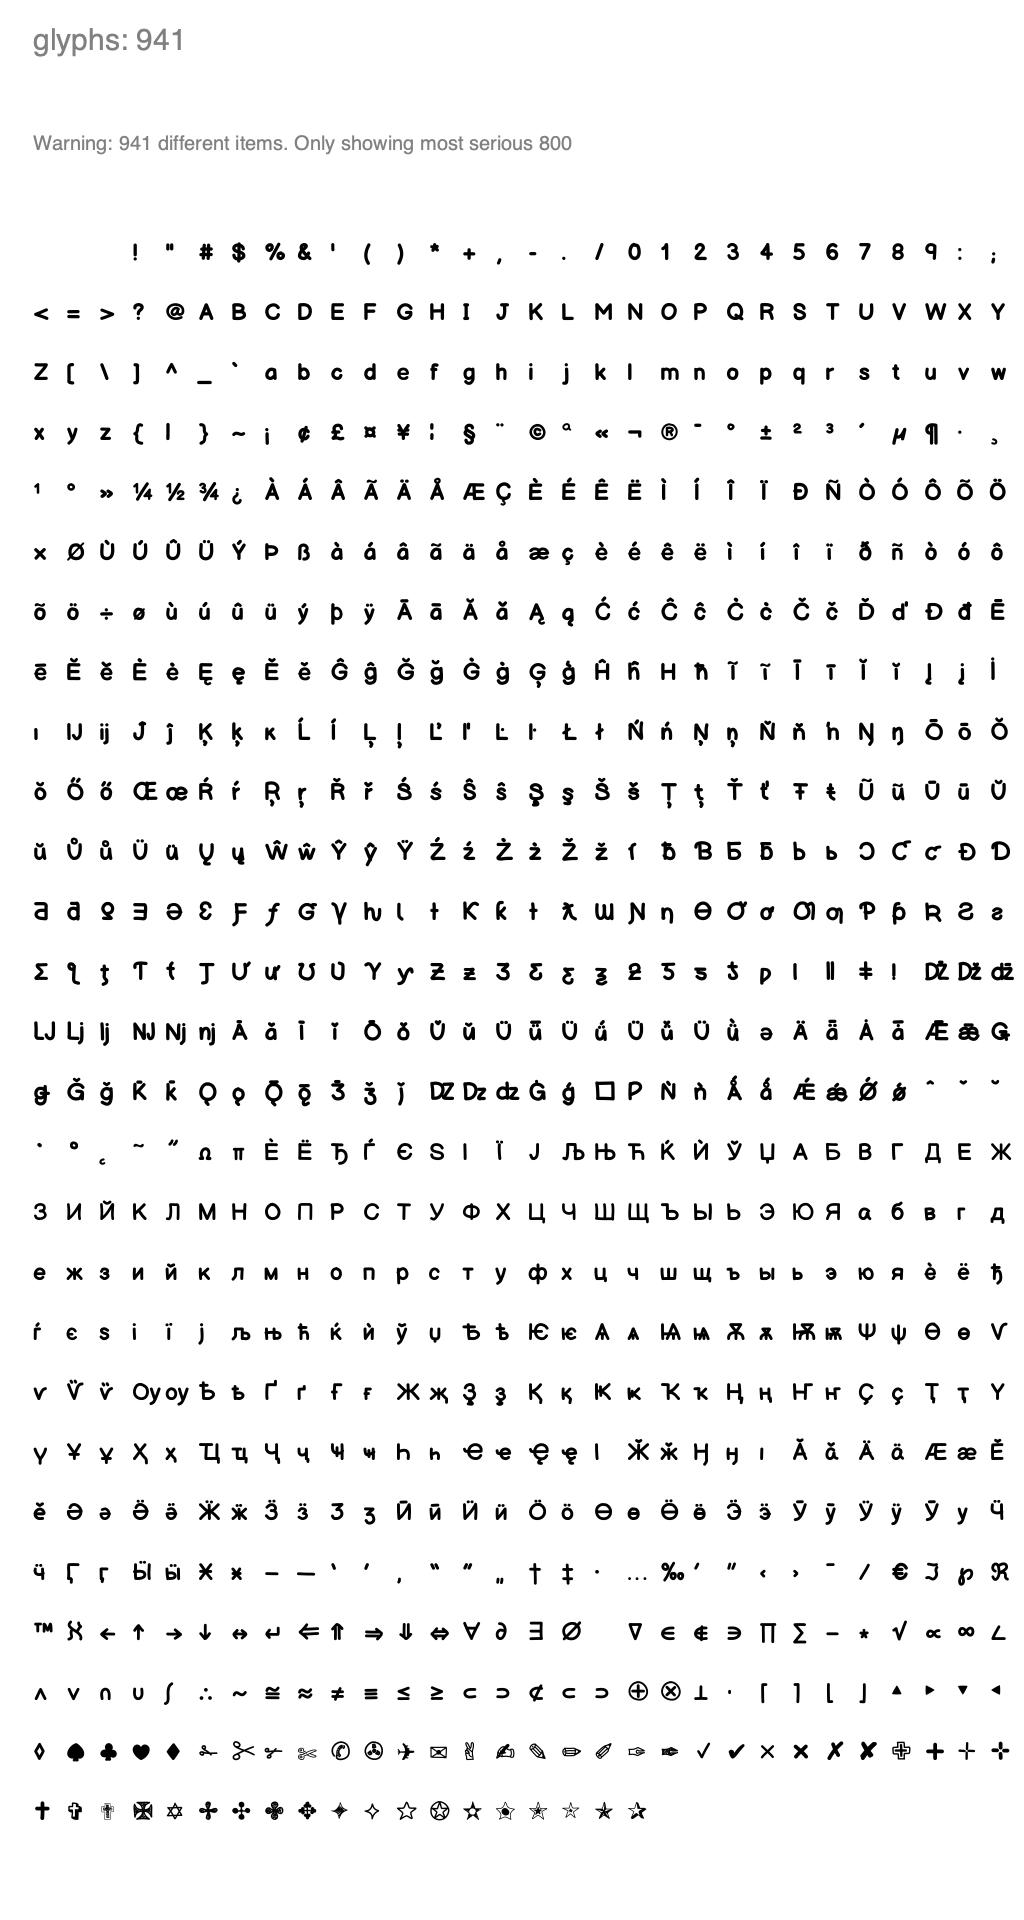 glyphs: 941
Warning: 941 different items. Only showing most serious 800
! " # $ % & ' ( ) * + , - . / 0 1 2 3 4 5 6 7 8 9 : ;
< = > ? @ A B C D E F G H I J K L M N O P Q R S T U V W X Y
Z [ \ ] ^ _ ` a b c d e f g h i j k l m n o p q r s t u v w
x y z { | } ~ ¡ ¢ £ ¤ ¥ ¦ § ¨ © ª « ¬ ® ¯ ° ± ² ³ ´ µ ¶ · ¸
¹ º » ¼ ½ ¾ ¿ À Á Â Ã Ä Å Æ Ç È É Ê Ë Ì Í Î Ï Ð Ñ Ò Ó Ô Õ Ö
× Ø Ù Ú Û Ü Ý Þ ß à á â ã ä å æ ç è é ê ë ì í î ï ð ñ ò ó ô
õ ö ÷ ø ù ú û ü ý þ ÿ Ā ā Ă ă Ą ą Ć ć Ĉ ĉ Ċ ċ Č č Ď ď Đ đ Ē
ē Ĕ ĕ Ė ė Ę ę Ě ě Ĝ ĝ Ğ ğ Ġ ġ Ģ ģ Ĥ ĥ Ħ ħ Ĩ ĩ Ī ī Ĭ ĭ Į į İ
ı Ĳ ĳ Ĵ ĵ Ķ ķ ĸ Ĺ ĺ Ļ ļ Ľ ľ Ŀ ŀ Ł ł Ń ń Ņ ņ Ň ň ŉ Ŋ ŋ Ō ō Ŏ
ŏ Ő ő Œ œ Ŕ ŕ Ŗ ŗ Ř ř Ś ś Ŝ ŝ Ş ş Š š Ţ ţ Ť ť Ŧ ŧ Ũ ũ Ū ū Ŭ
ŭ Ů ů Ű ű Ų ų Ŵ ŵ Ŷ ŷ Ÿ Ź ź Ż ż Ž ž ſ ƀ Ɓ Ƃ ƃ Ƅ ƅ Ɔ Ƈ ƈ Ɖ Ɗ
Ƌ ƌ ƍ Ǝ Ə Ɛ Ƒ ƒ Ɠ Ɣ ƕ Ɩ Ɨ Ƙ ƙ ƚ ƛ Ɯ Ɲ ƞ Ɵ Ơ ơ Ƣ ƣ Ƥ ƥ Ʀ Ƨ ƨ
Ʃ ƪ ƫ Ƭ ƭ Ʈ Ư ư Ʊ Ʋ Ƴ ƴ Ƶ ƶ Ʒ Ƹ ƹ ƺ ƻ Ƽ ƽ ƾ ƿ ǀ ǁ ǂ ǃ Ǆ ǅ ǆ
Ǉ ǈ ǉ Ǌ ǋ ǌ Ǎ ǎ Ǐ ǐ Ǒ ǒ Ǔ ǔ Ǖ ǖ Ǘ ǘ Ǚ ǚ Ǜ ǜ ǝ Ǟ ǟ Ǡ ǡ Ǣ ǣ Ǥ
ǥ Ǧ ǧ Ǩ ǩ Ǫ ǫ Ǭ ǭ Ǯ ǯ ǰ Ǳ ǲ ǳ Ǵ ǵ □ Ƿ Ǹ ǹ Ǻ ǻ Ǽ ǽ Ǿ ǿ ˆ ˇ ˘
˙ ˚ ˛ ˜ ˝ Ω π Ѐ Ё Ђ Ѓ Є Ѕ І Ї Ј Љ Њ Ћ Ќ Ѝ Ў Џ А Б В Г Д Е Ж
З И Й К Л М Н О П Р С Т У Ф Х Ц Ч Ш Щ Ъ Ы Ь Э Ю Я а б в г д
е ж з и й к л м н о п р с т у ф х ц ч ш щ ъ ы ь э ю я ѐ ё ђ
ѓ є ѕ і ї ј љ њ ћ ќ ѝ ў џ Ѣ ѣ Ѥ ѥ Ѧ ѧ Ѩ ѩ Ѫ ѫ Ѭ ѭ Ѱ ѱ Ѳ ѳ Ѵ
ѵ Ѷ ѷ Ѹ ѹ Ҍ ҍ Ґ ґ Ғ ғ Җ җ Ҙ ҙ Қ қ Ҝ ҝ Ҡ ҡ Ң ң Ҥ ҥ Ҫ ҫ Ҭ ҭ Ү
ү Ұ ұ Ҳ ҳ Ҵ ҵ Ҷ ҷ Ҹ ҹ Һ һ Ҽ ҽ Ҿ ҿ Ӏ Ӂ ӂ Ӈ ӈ ı Ӑ ӑ Ӓ ӓ Ӕ ӕ Ӗ
ӗ Ә ә Ӛ ӛ Ӝ ӝ Ӟ ӟ Ӡ ӡ Ӣ ӣ Ӥ ӥ Ӧ ӧ Ө ө Ӫ ӫ Ӭ ӭ Ӯ ӯ Ӱ ӱ Ӯ у Ӵ
ӵ Ӷ ӷ Ӹ ӹ Ӿ ӿ – — ‘ ’ ‚ “ ” „ † ‡ · … ‰ ′ ″ ‹ › ‾ ⁄ € ℑ ℘ ℜ
™ ℵ ← ↑ → ↓ ↔ ↵ ⇐ ⇑ ⇒ ⇓ ⇔ ∀ ∂ ∃ ∅ ∇ ∈ ∉ ∋ ∏ ∑ − ∗ √ ∝ ∞ ∠
∧ ∨ ∩ ∪ ∫ ∴ ∼ ≅ ≈ ≠ ≡ ≤ ≥ ⊂ ⊃ ⊄ ⊂ ⊃ ⊕ ⊗ ⊥ ⋅ ⌈ ⌉ ⌊ ⌋ ▲ ► ▼ ◄
◊ ♠ ♣ ♥ ♦ ✁ ✂ ✃ ✄ ✆ ✇ ✈ ✉ ✌ ✍ ✎ ✏ ✐ ✑ ✒ ✓ ✔ ✕ ✖ ✗ ✘ ✙ ✚ ✛ ✜
✝ ✞ ✟ ✠ ✡ ✢ ✣ ✤ ✥ ✦ ✧ ✩ ✪ ✫ ✬ ✭ ✮ ✯ ✰